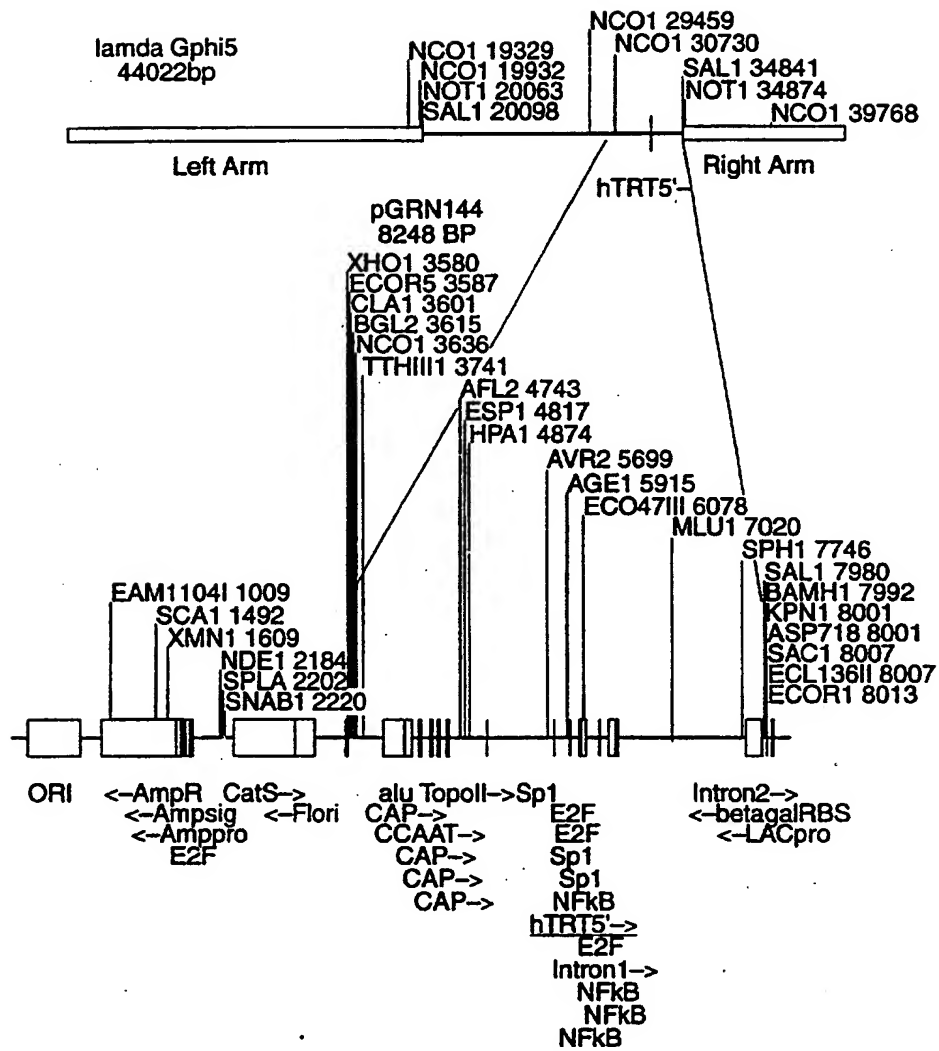 lamda Gphi5
44022bp
NCO1 19329
NCO1 19932
NOT1 20063
SAL1 20098
NCO1 29459
NCO1 30730
SAL1 34841
NOT1 34874
NCO1 39768
Left Arm
Right Arm
hTRT5'
pGRN144
8248 BP
XHO1 3580
ECOR5 3587
CLA1 3601
BGL2 3615
NCO1 3636
TTHIII1 3741
AFL2 4743
ESP1 4817
HPA1 4874
AVR2 5699
AGE1 5915
ECO47III 6078
MLU1 7020
SPH1 7746
SAL1 7980
BAMH1 7992
KPN1 8001
ASP718 8001
SAC1 8007
ECL136II 8007
ECOR1 8013
EAM1104I 1009
SCA1 1492
XMN1 1609
NDE1 2184
SPLA 2202
SNAB1 2220
ORI <-AmpR CatS-> alu TopoII->Sp1 Intron2->
<-Ampsig <-Flori CAP-> E2F <-betagalRBS
<-Amppro CCAAT-> E2F <-LACpro
E2F CAP-> Sp1
CAP-> Sp1
CAP-> NFkB
hTRT5'->
E2F
Intron1->
NFkB
NFkB
NFkB